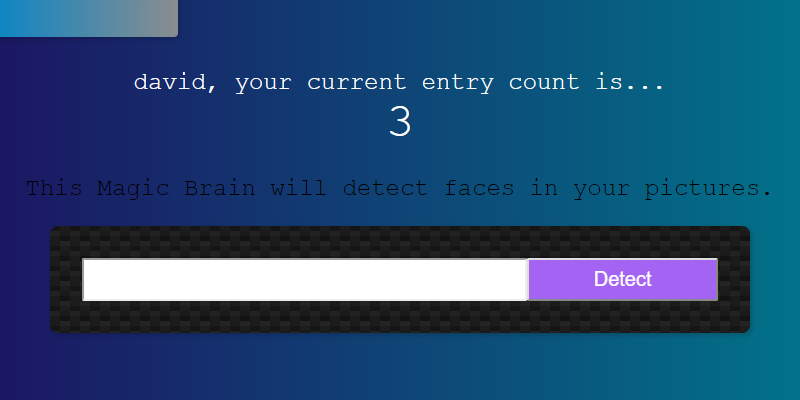 david, your current entry count is...
3
This Magic Brain will detect faces in your pictures.
Detect